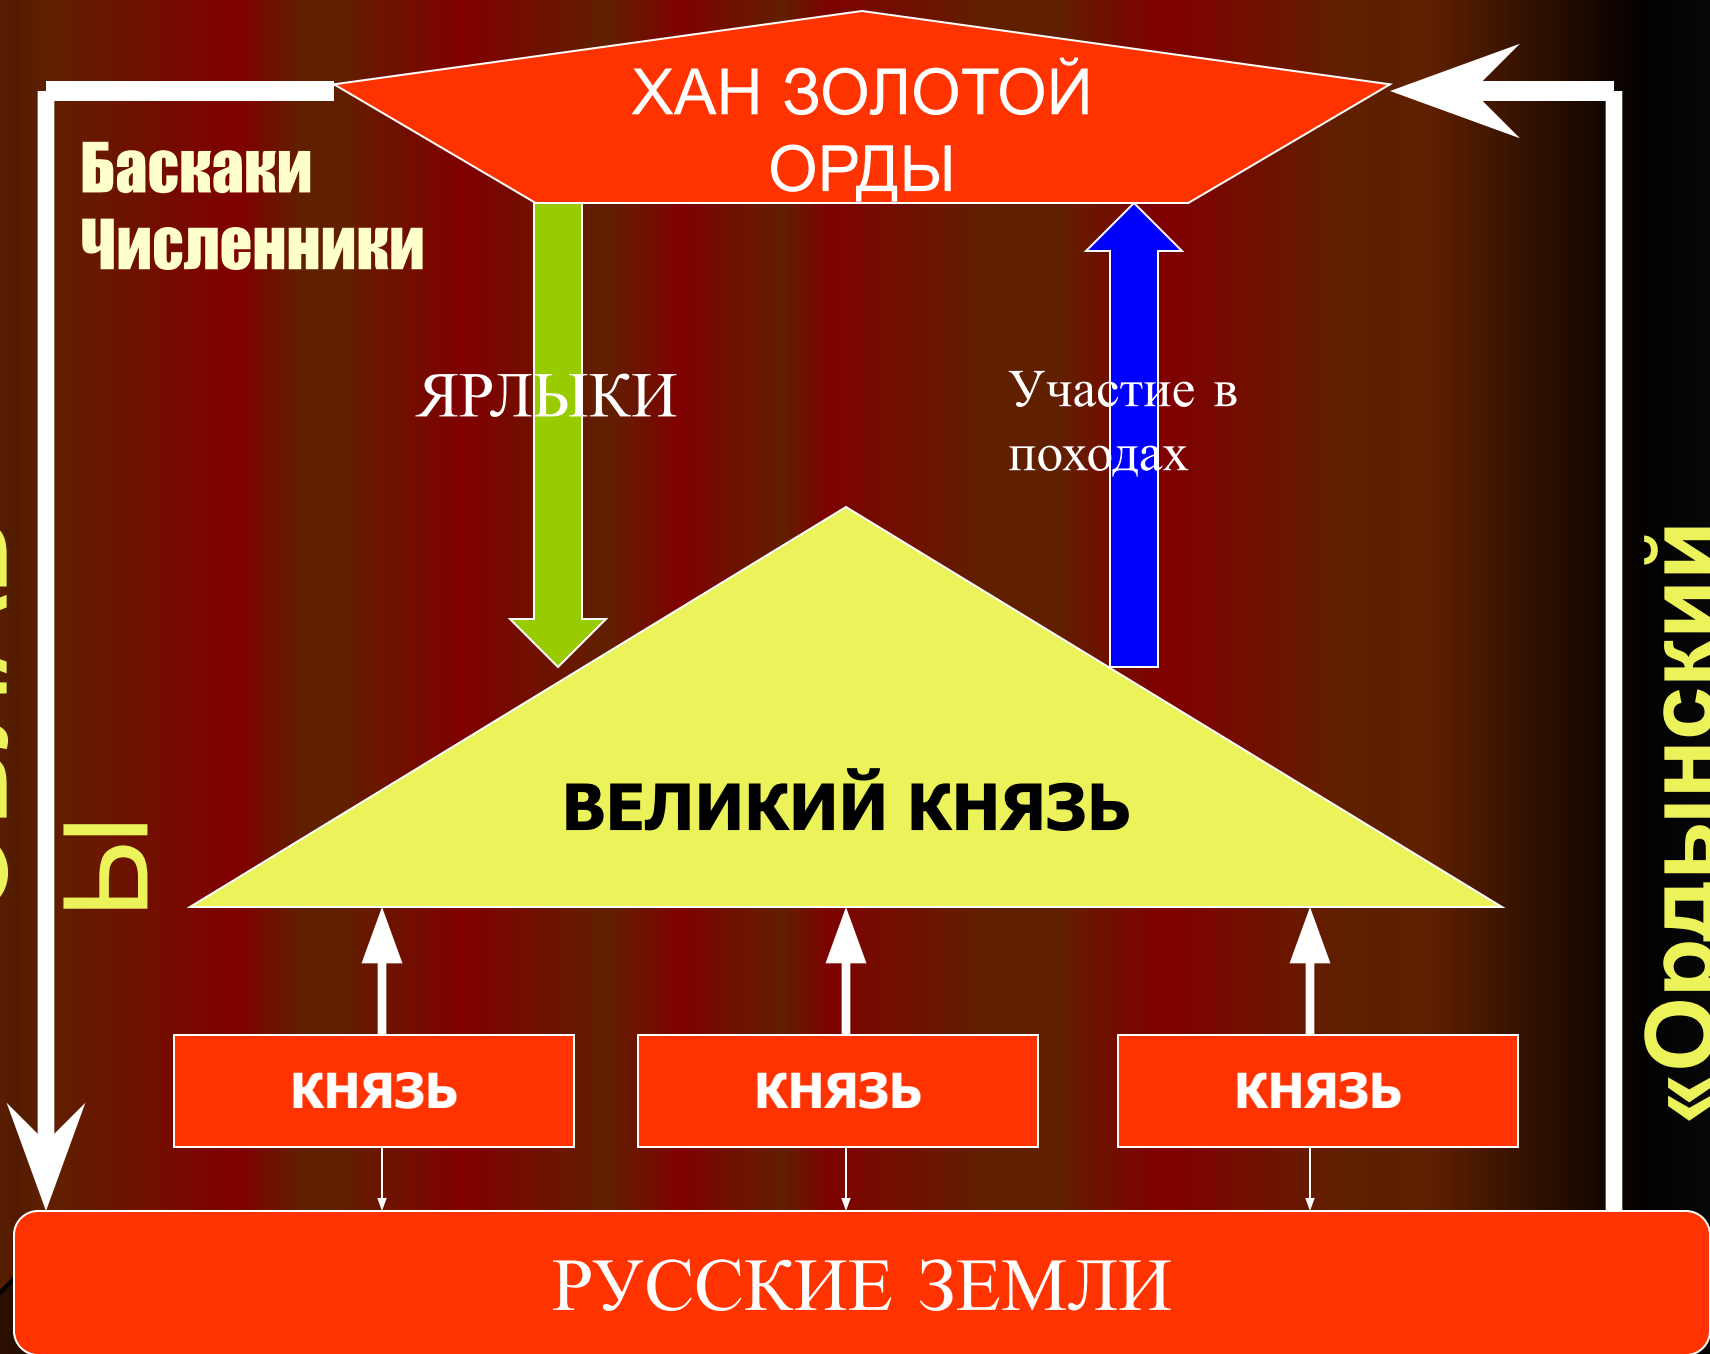 ХАН ЗОЛОТОЙ
ОРДЫ
Баскаки
Численники
ЯРЛЫКИ
Участие в
походах
ВЕЛИКИЙ КНЯЗЬ
Ы
«Ордынский
КНЯЗЬ
КНЯЗЬ
КНЯЗЬ
РУССКИЕ ЗЕМЛИ